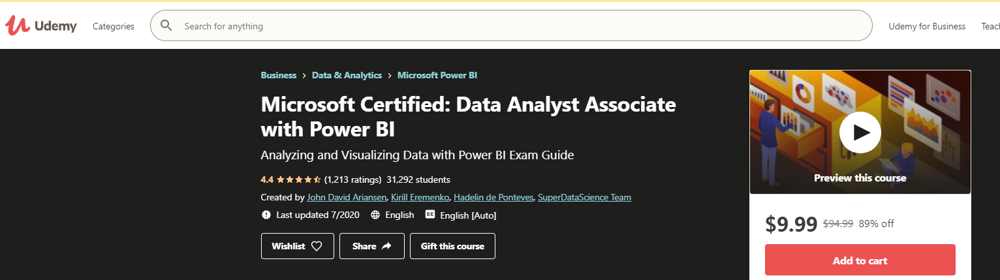 Udemy Categories Search for anything Udemy for Business Teac
Business > Data & Analytics > Microsoft Power BI
Microsoft Certified: Data Analyst Associate
with Power BI
Analyzing and Visualizing Data with Power BI Exam Guide
4.4 (1,213 ratings) 31,292 students
Created by John David Ariansen, Kirill Eremenko, Hadelin de Ponteves, SuperDataScience Team
Last updated 7/2020 English CC English [Auto]
Wishlist Share Gift this course
Preview this course
$9.99 $94.99 89% off
Add to cart